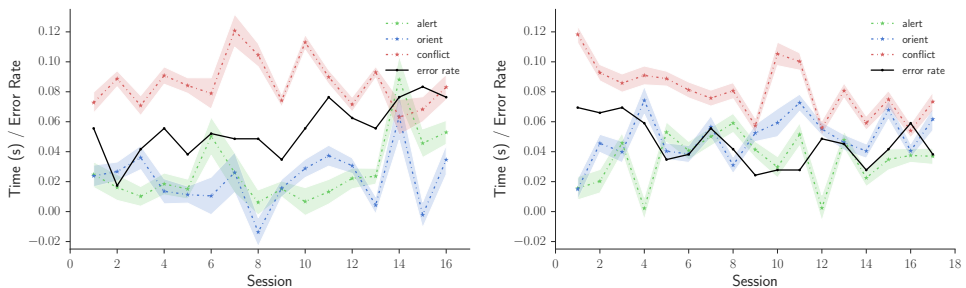 Time (s) / Error Rate
0.12
0.10
0.08
0.06
0.04
0.02
0.00
−0.02
0 2 4 6 8 10 12 14 16
Session
alert
orient
conflict
error rate
Time (s) / Error Rate
0.12
0.10
0.08
0.06
0.04
0.02
0.00
−0.02
0 2 4 6 8 10 12 14 16 18
Session
alert
orient
conflict
error rate